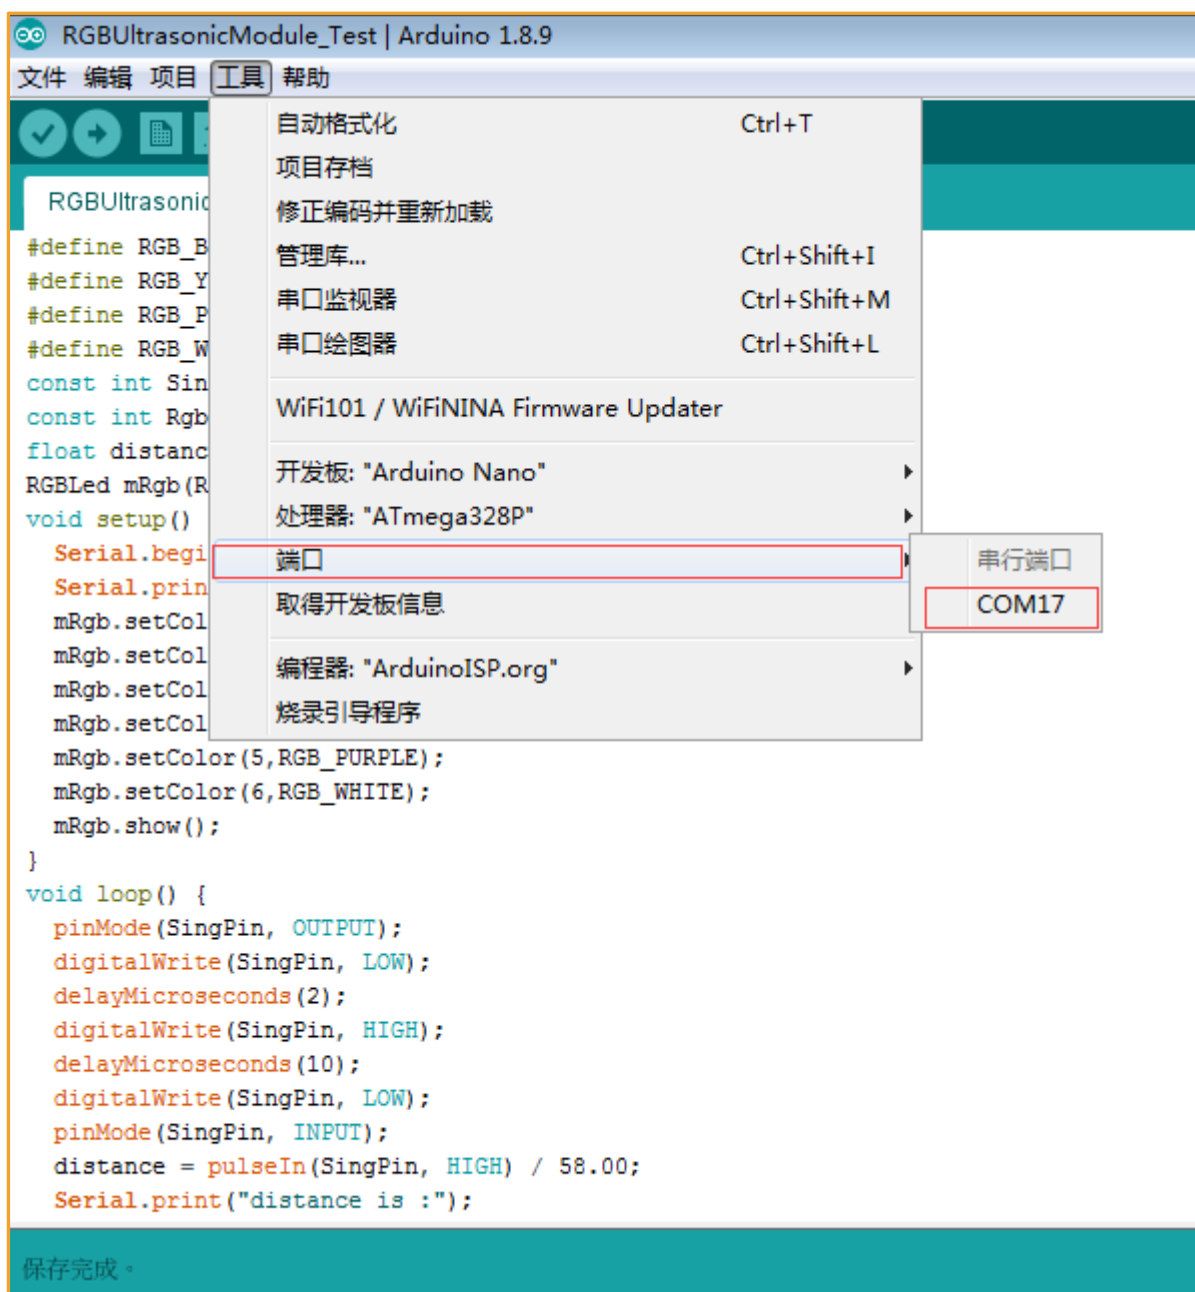 RGBUltrasonicModule_Test | Arduino 1.8.9
文件 编辑 项目 工具 帮助
自动格式化 Ctrl+T
项目存档
修正编码并重新加载
管理库... Ctrl+Shift+I
串口监视器 Ctrl+Shift+M
串口绘图器 Ctrl+Shift+L
WiFi101 / WiFiNINA Firmware Updater
开发板: "Arduino Nano"
处理器: "ATmega328P"
端口
取得开发板信息
编程器: "ArduinoISP.org"
烧录引导程序
串行端口
COM17
RGBUltrasonic
#define RGB_B
#define RGB_Y
#define RGB_P
#define RGB_W
const int Sin
const int Rgb
float distanc
RGBLed mRgb(R
void setup()
Serial.begi
Serial.prin
mRgb.setCol
mRgb.setCol
mRgb.setCol
mRgb.setCol
mRgb.setColor(5,RGB_PURPLE);
mRgb.setColor(6,RGB_WHITE);
mRgb.show();
}
void loop() {
pinMode(SingPin, OUTPUT);
digitalWrite(SingPin, LOW);
delayMicroseconds(2);
digitalWrite(SingPin, HIGH);
delayMicroseconds(10);
digitalWrite(SingPin, LOW);
pinMode(SingPin, INPUT);
distance = pulseIn(SingPin, HIGH) / 58.00;
Serial.print("distance is :");
保存完成。